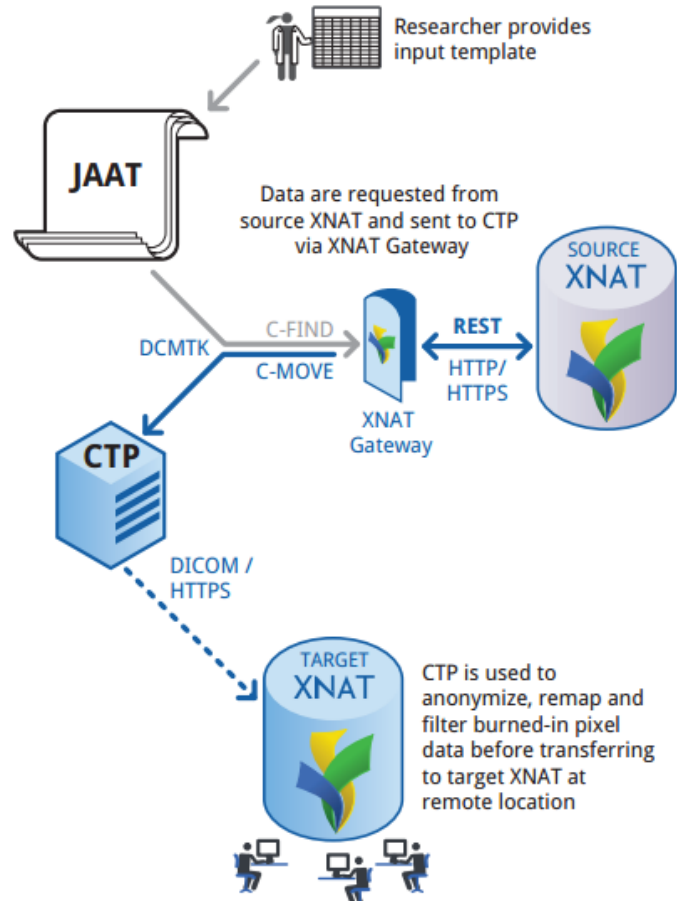 Researcher provides
input template
JAAT
Data are requested from
source XNAT and sent to CTP
via XNAT Gateway
SOURCE
XNAT
C-FIND
DCMTK
C-MOVE
REST
HTTP/
HTTPS
XNAT
Gateway
CTP
DICOM /
HTTPS
TARGET
XNAT
CTP is used to
anonymize, remap and
filter burned-in pixel
data before transferring
to target XNAT at
remote location